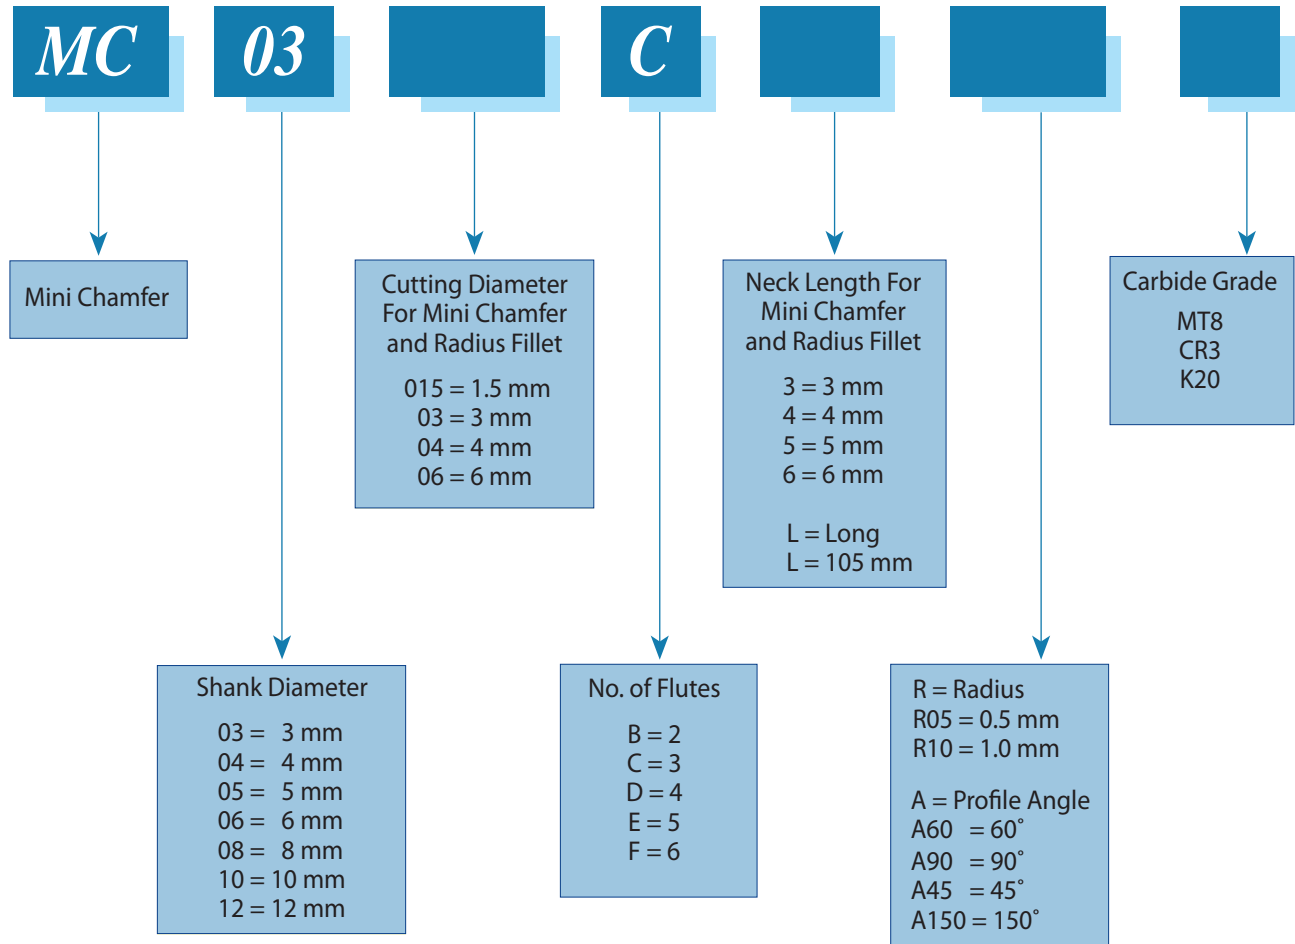 MC 03 C
Mini Chamfer
Cutting Diameter
For Mini Chamfer
and Radius Fillet
015 = 1.5 mm
03 = 3 mm
04 = 4 mm
06 = 6 mm
Neck Length For
Mini Chamfer
and Radius Fillet
3 = 3 mm
4 = 4 mm
5 = 5 mm
6 = 6 mm
L = Long
L = 105 mm
Carbide Grade
MT8
CR3
K20
Shank Diameter
03 = 3 mm
04 = 4 mm
05 = 5 mm
06 = 6 mm
08 = 8 mm
10 = 10 mm
12 = 12 mm
No. of Flutes
B = 2
C = 3
D = 4
E = 5
F = 6
R = Radius
R05 = 0.5 mm
R10 = 1.0 mm
A = Profile Angle
A60 = 60˚
A90 = 90˚
A45 = 45˚
A150 = 150˚